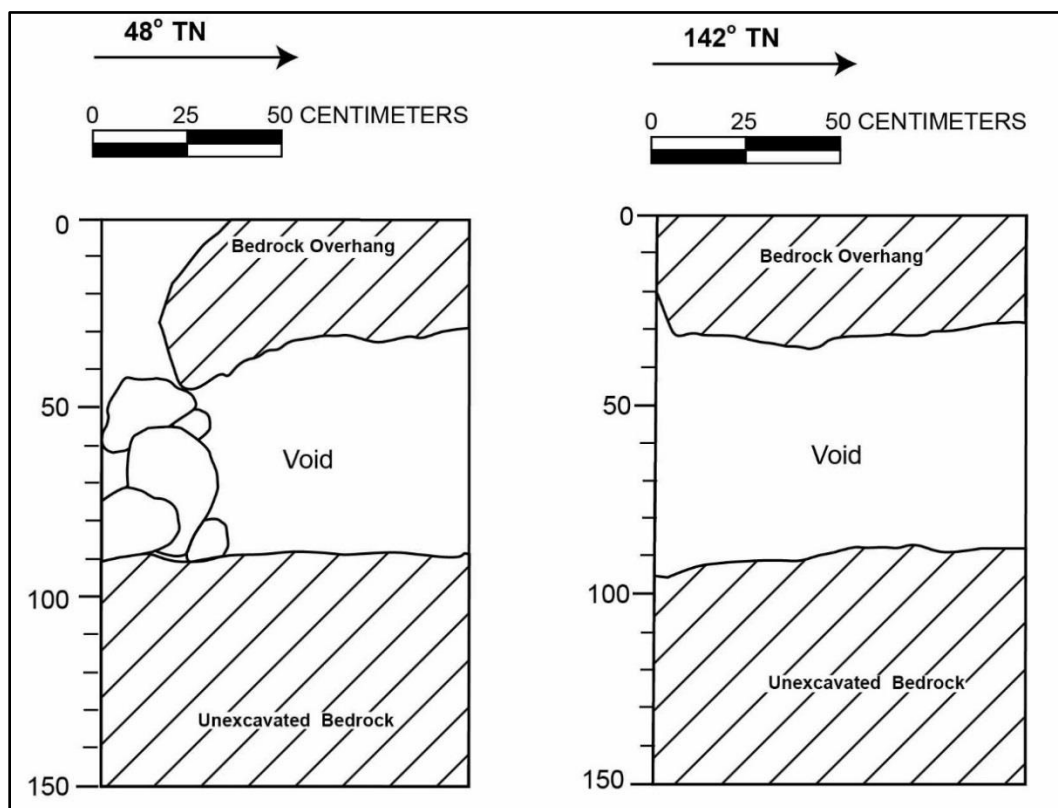 48° TN
0 25 50 CENTIMETERS
0
Bedrock Overhang
50
Void
100
Unexcavated Bedrock
150
142° TN
0 25 50 CENTIMETERS
0
Bedrock Overhang
50
Void
100
Unexcavated Bedrock
150